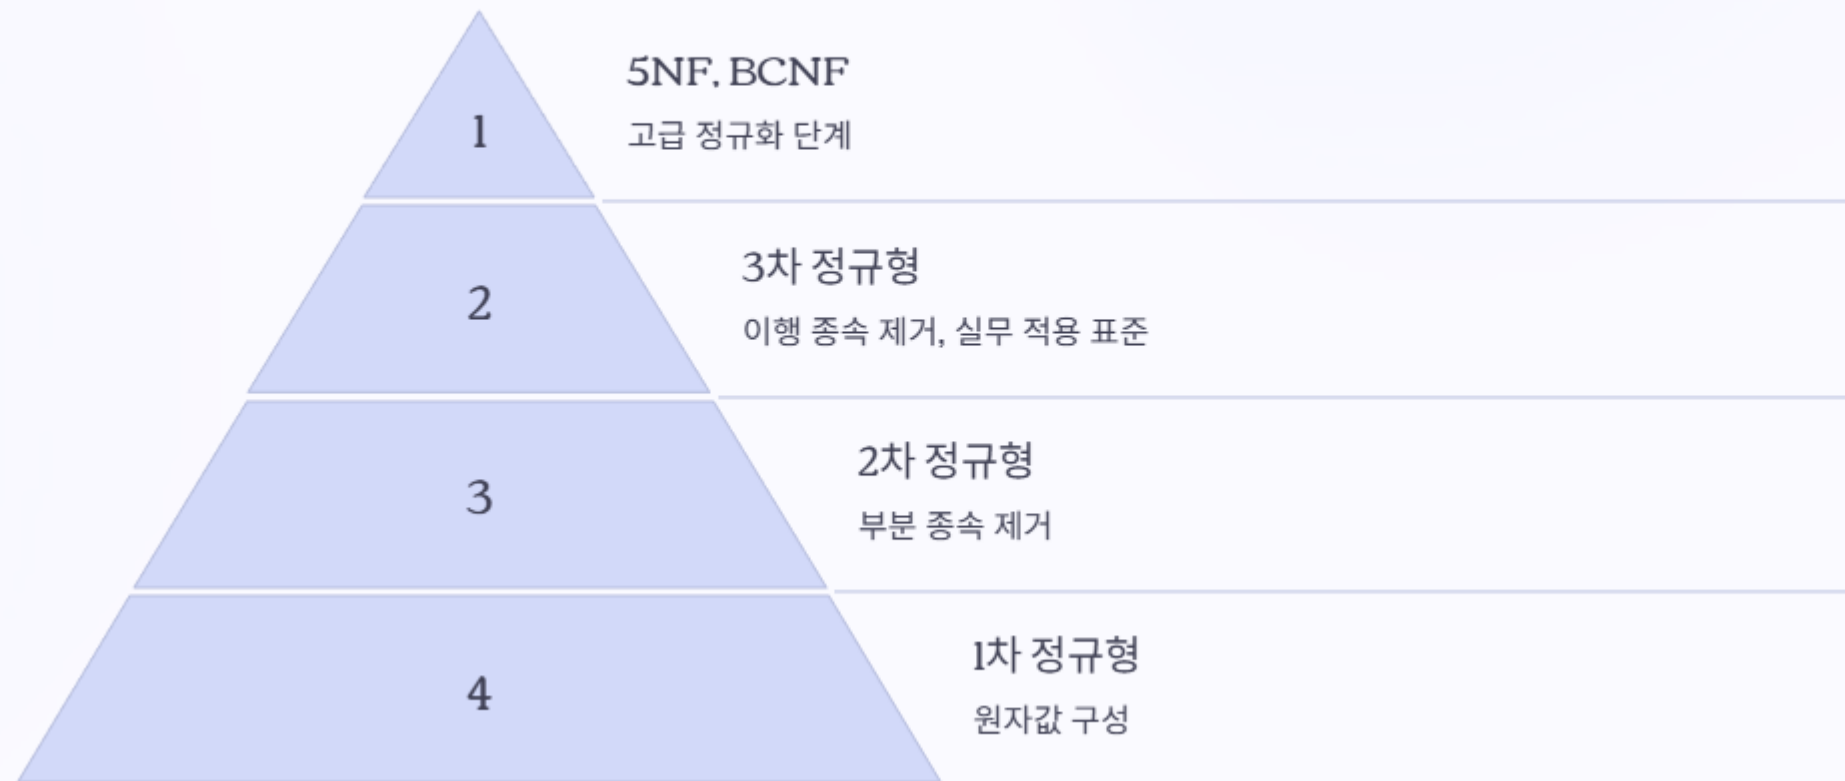 5NF, BCNF
1
고급 정규화 단계
3차 정규형
2
이행 종속 제거, 실무 적용 표준
2차 정규형
3
부분 종속 제거
1차 정규형
4
원자값 구성